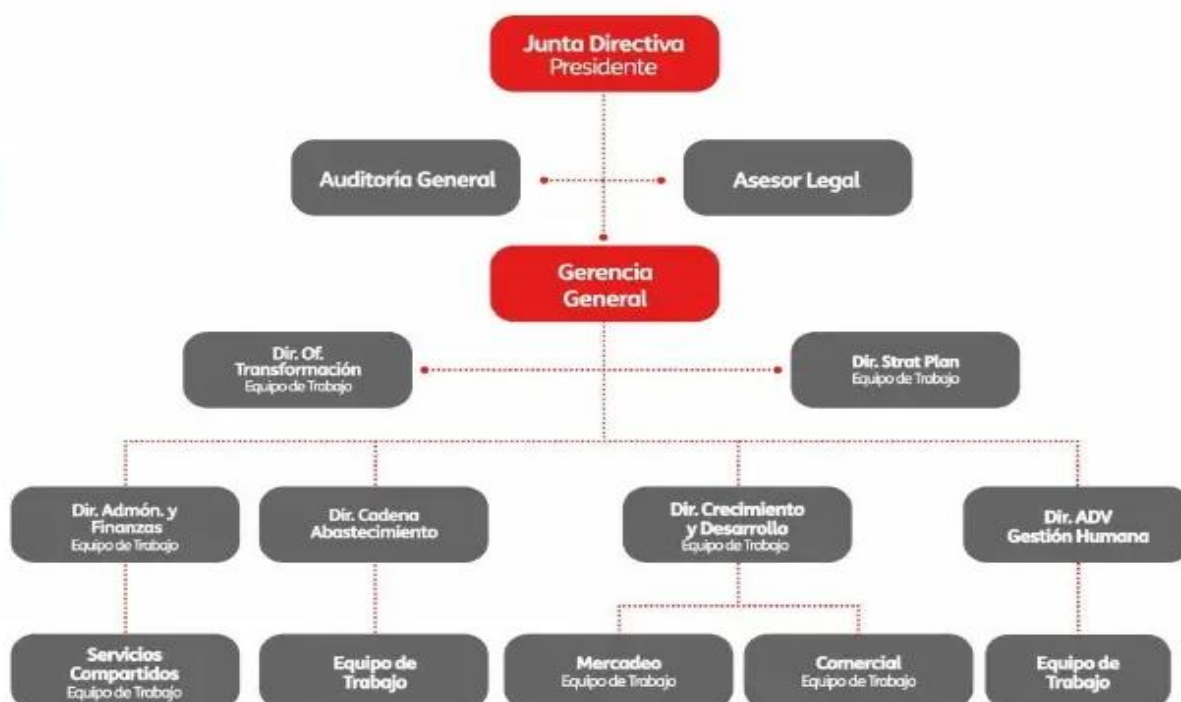 Junta Directiva
Presidente
Auditoría General
Asesor Legal
Gerencia
General
Dir. Of.
Transformación
Equipo de Trabajo
Dir. Strat Plan
Equipo de Trabajo
Dir. Admón. y
Finanzas
Equipo de Trabajo
Dir. Cadena
Abastecimiento
Dir. Crecimiento
y Desarrollo
Equipo de Trabajo
Dir. ADV
Gestión Humana
Servicios
Compartidos
Equipo de Trabajo
Equipo de
Trabajo
Mercadeo
Equipo de Trabajo
Comercial
Equipo de Trabajo
Equipo de
Trabajo